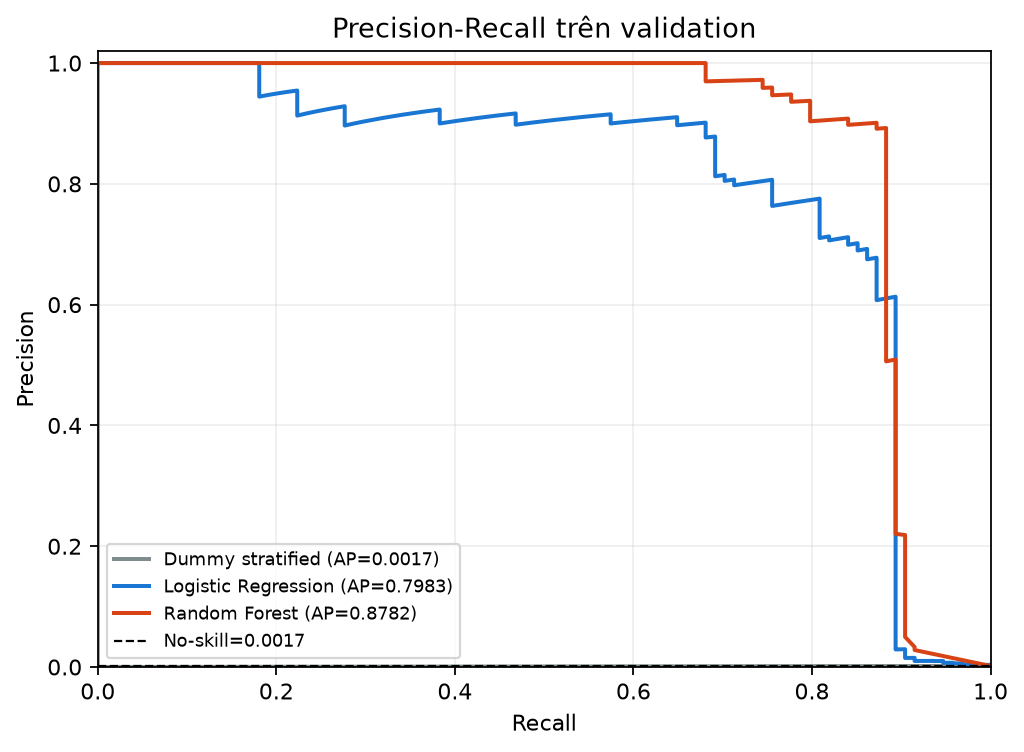 Precision-Recall trên validation
Precision
1.0
0.8
0.6
0.4
0.2
0.0
Dummy stratified (AP=0.0017)
Logistic Regression (AP=0.7983)
Random Forest (AP=0.8782)
No-skill=0.0017
0.0 0.2 0.4 0.6 0.8 1.0
Recall